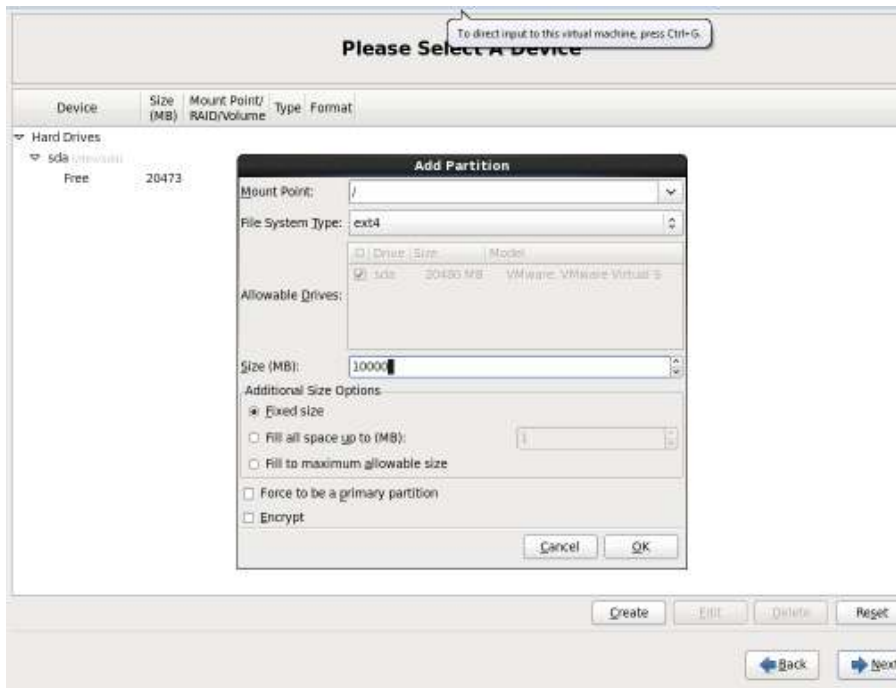 To direct input to this virtual machine, press Ctrl+G.
Please Select A Device
Device
Size (MB)
Mount Point/ RAID/Volume
Type
Format
Hard Drives
sda
Free 20473
Add Partition
Mount Point: /
File System Type: ext4
Drive Size Model
sda 20480 MB VMware, VMware Virtual S
Allowable Drives:
Size (MB): 10000
Additional Size Options
Fixed size
Fill all space up to (MB): 1
Fill to maximum allowable size
Force to be a primary partition
Encrypt
Cancel OK
Create Edit Delete Reset
Back Next